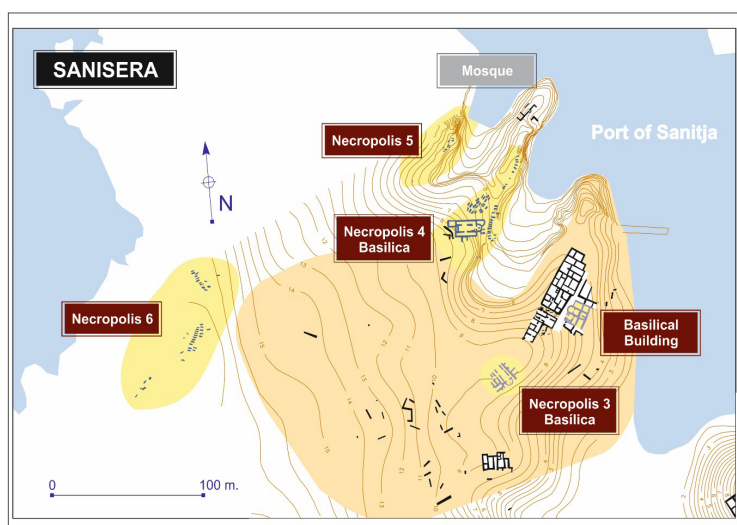 SANISERA
Mosque
Port of Sanitja
Necropolis 5
N
Necropolis 4
Basilica
Necropolis 6
Basilical
Building
Necropolis 3
Basilica
0
100 m.